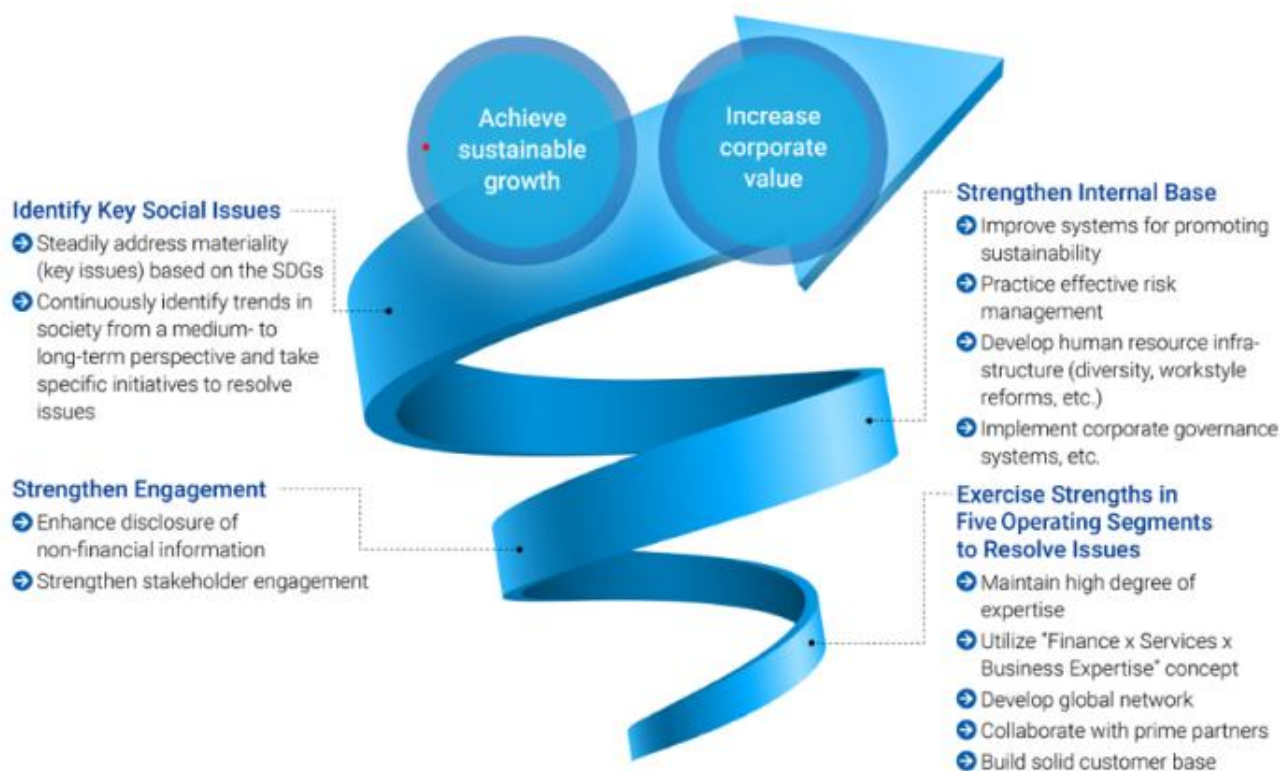 Achieve
sustainable
growth
Increase
corporate
value
Identify Key Social Issues
Steadily address materiality
(key issues) based on the SDGs
Continuously identify trends in
society from a medium- to
long-term perspective and take
specific initiatives to resolve
issues
Strengthen Engagement
Enhance disclosure of
non-financial information
Strengthen stakeholder engagement
Strengthen Internal Base
Improve systems for promoting
sustainability
Practice effective risk
management
Develop human resource infra-
structure (diversity, workstyle
reforms, etc.)
Implement corporate governance
systems, etc.
Exercise Strengths in
Five Operating Segments
to Resolve Issues
Maintain high degree of
expertise
Utilize "Finance x Services x
Business Expertise" concept
Develop global network
Collaborate with prime partners
Build solid customer base